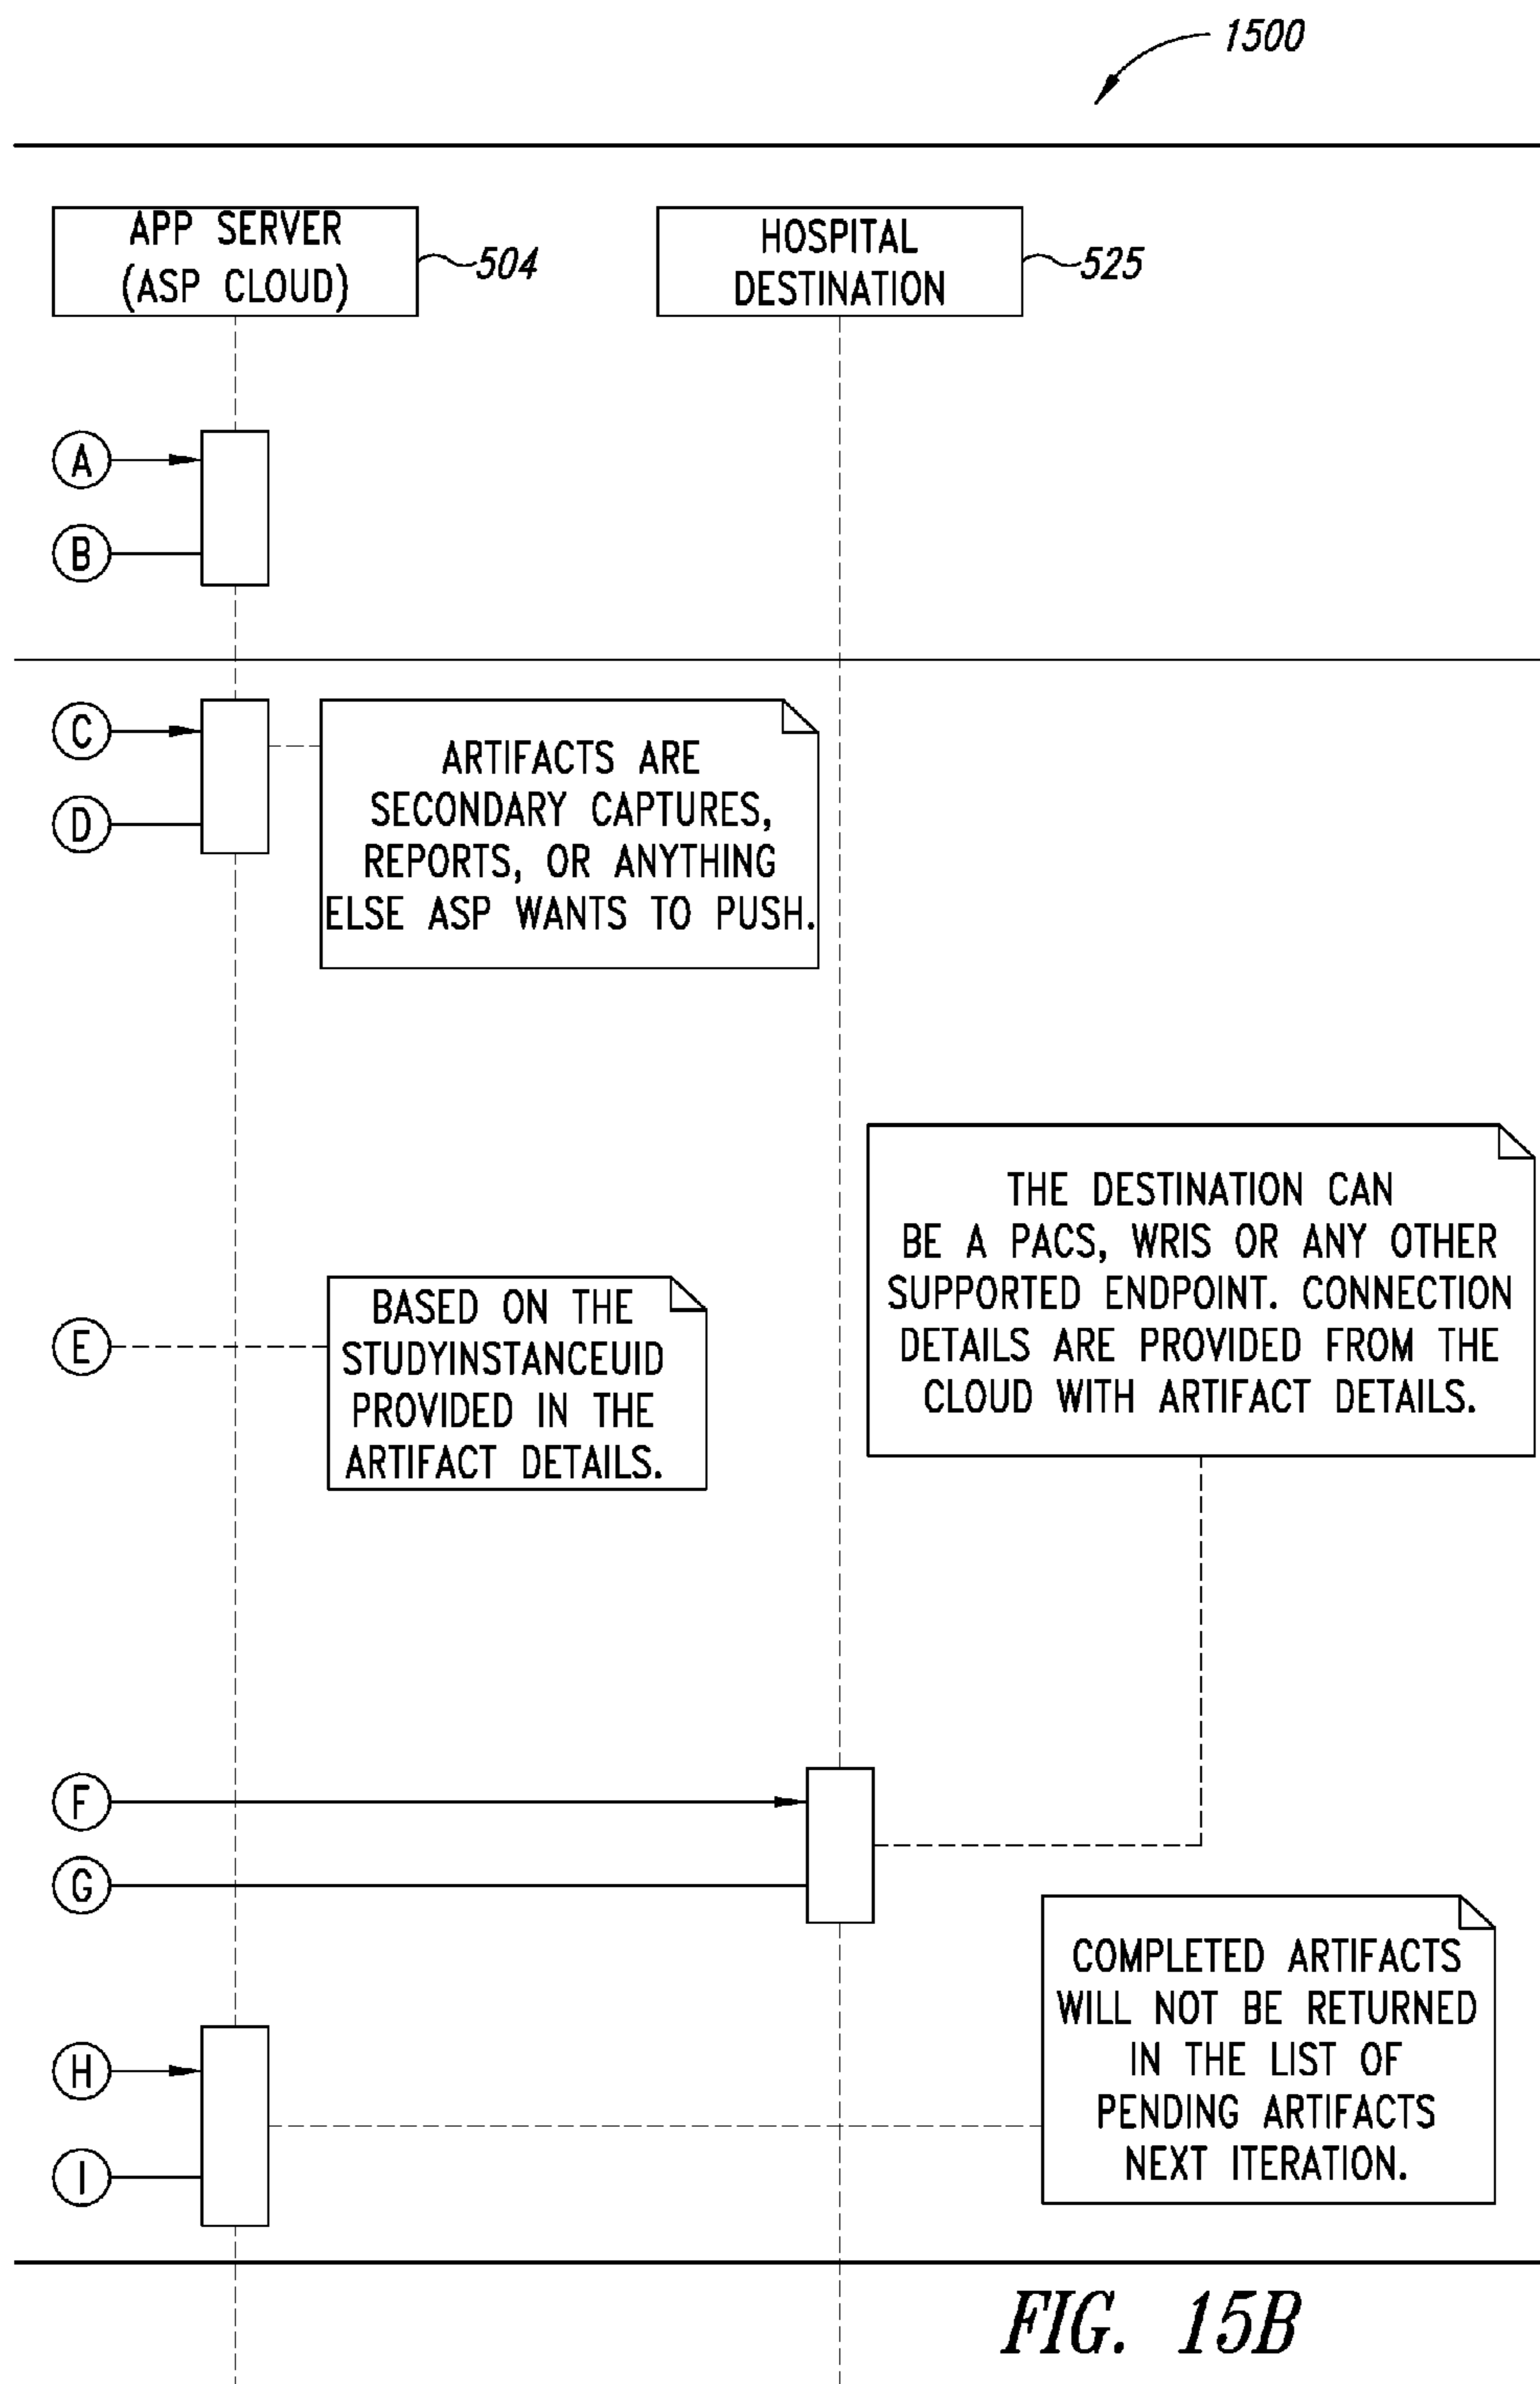 1500
APP SERVER
(ASP CLOUD)
504
HOSPITAL
DESTINATION
525
A
B
C
D
ARTIFACTS ARE
SECONDARY CAPTURES,
REPORTS, OR ANYTHING
ELSE ASP WANTS TO PUSH.
THE DESTINATION CAN
BE A PACS, WRIS OR ANY OTHER
SUPPORTED ENDPOINT. CONNECTION
DETAILS ARE PROVIDED FROM THE
CLOUD WITH ARTIFACT DETAILS.
E
BASED ON THE
STUDYINSTANCEUID
PROVIDED IN THE
ARTIFACT DETAILS.
F
G
H
I
COMPLETED ARTIFACTS
WILL NOT BE RETURNED
IN THE LIST OF
PENDING ARTIFACTS
NEXT ITERATION.
FIG. 15B